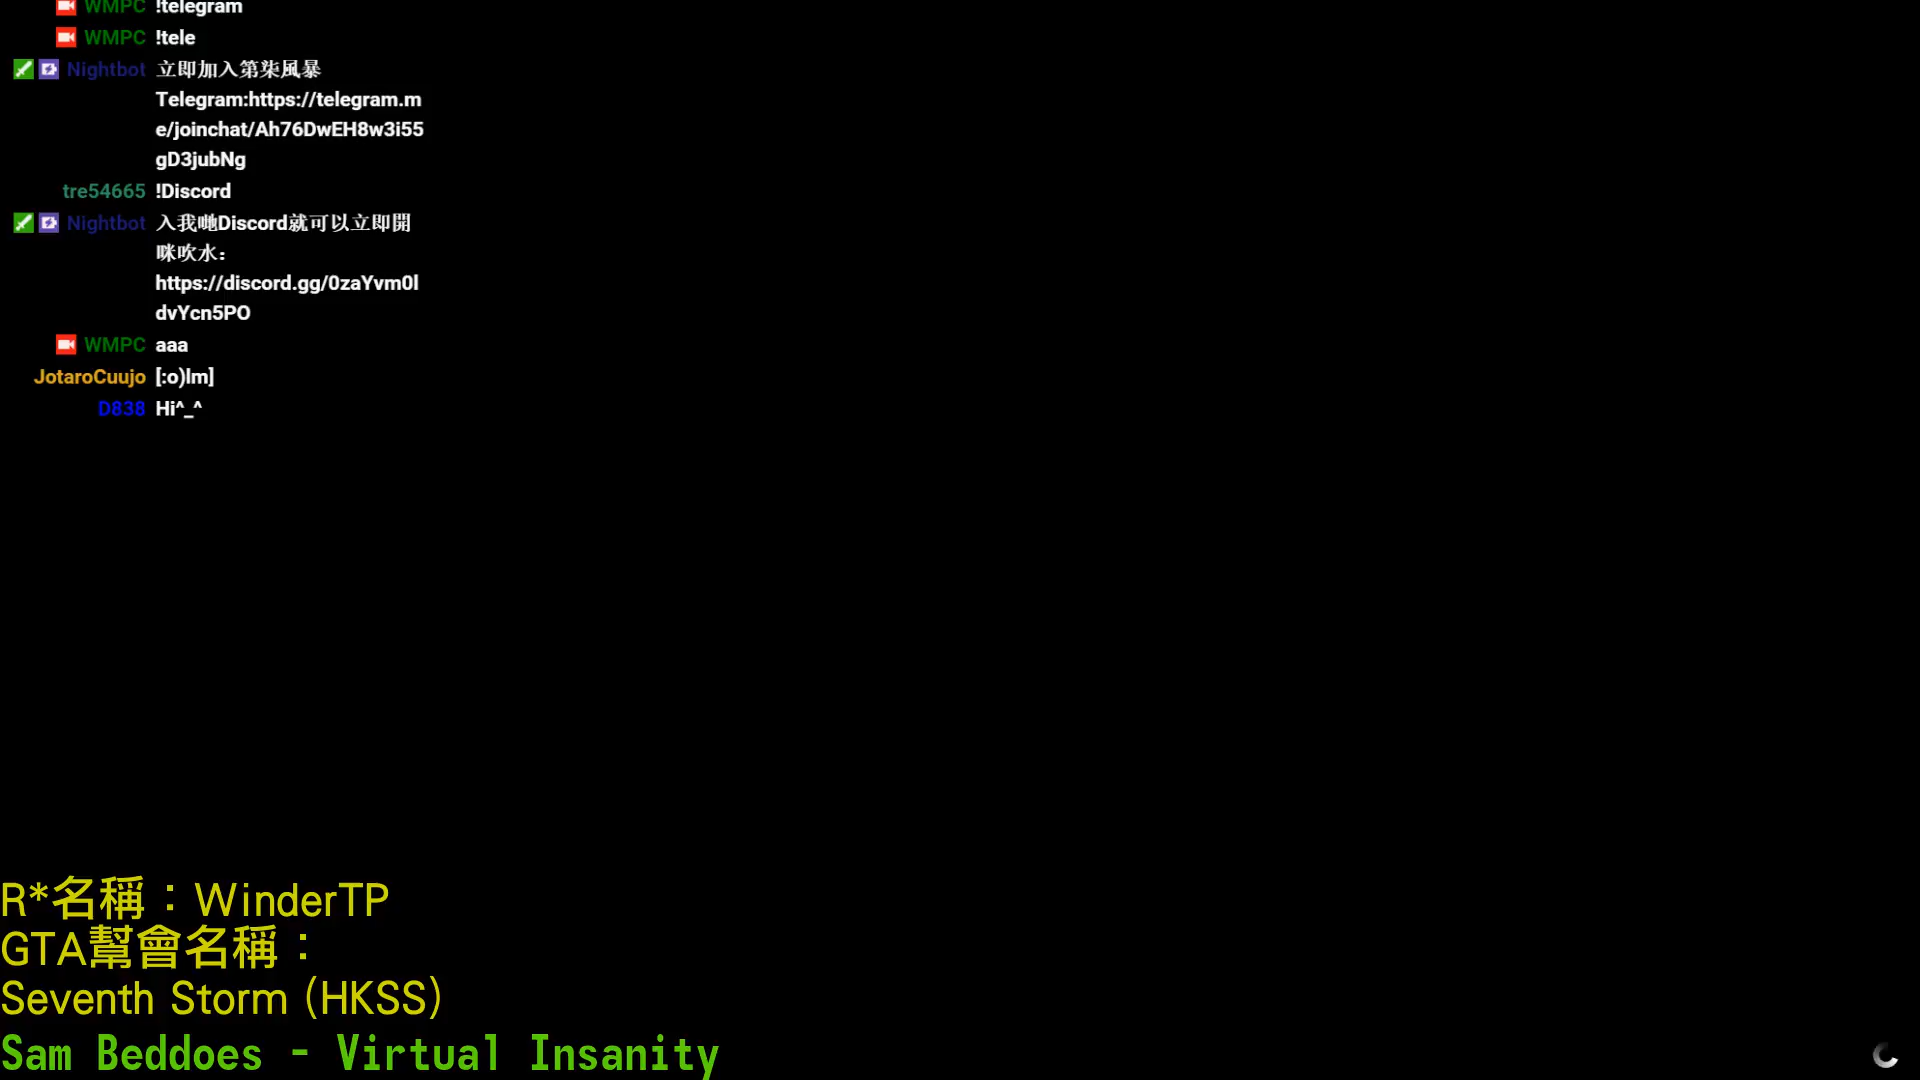 WMPC !telegram
WMPC !tele
Nightbot 立即加入第柒風暴
Telegram:https://telegram.m
e/joinchat/Ah76DwEH8w3i55
gD3jubNg
tre54665 !Discord
Nightbot 入我哋Discord就可以立即開
咪吹水：
https://discord.gg/0zaYvm0l
dvYcn5PO
WMPC aaa
JotaroCuujo [:o)lm]
D838 Hi^_^
R*名稱：WinderTP
GTA幫會名稱：
Seventh Storm (HKSS)
Sam Beddoes - Virtual Insanity